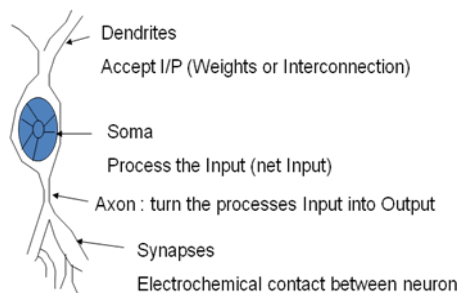 Dendrites
Accept I/P (Weights or Interconnection)
Soma
Process the Input (net Input)
Axon : turn the processes Input into Output
Synapses
Electrochemical contact between neuron